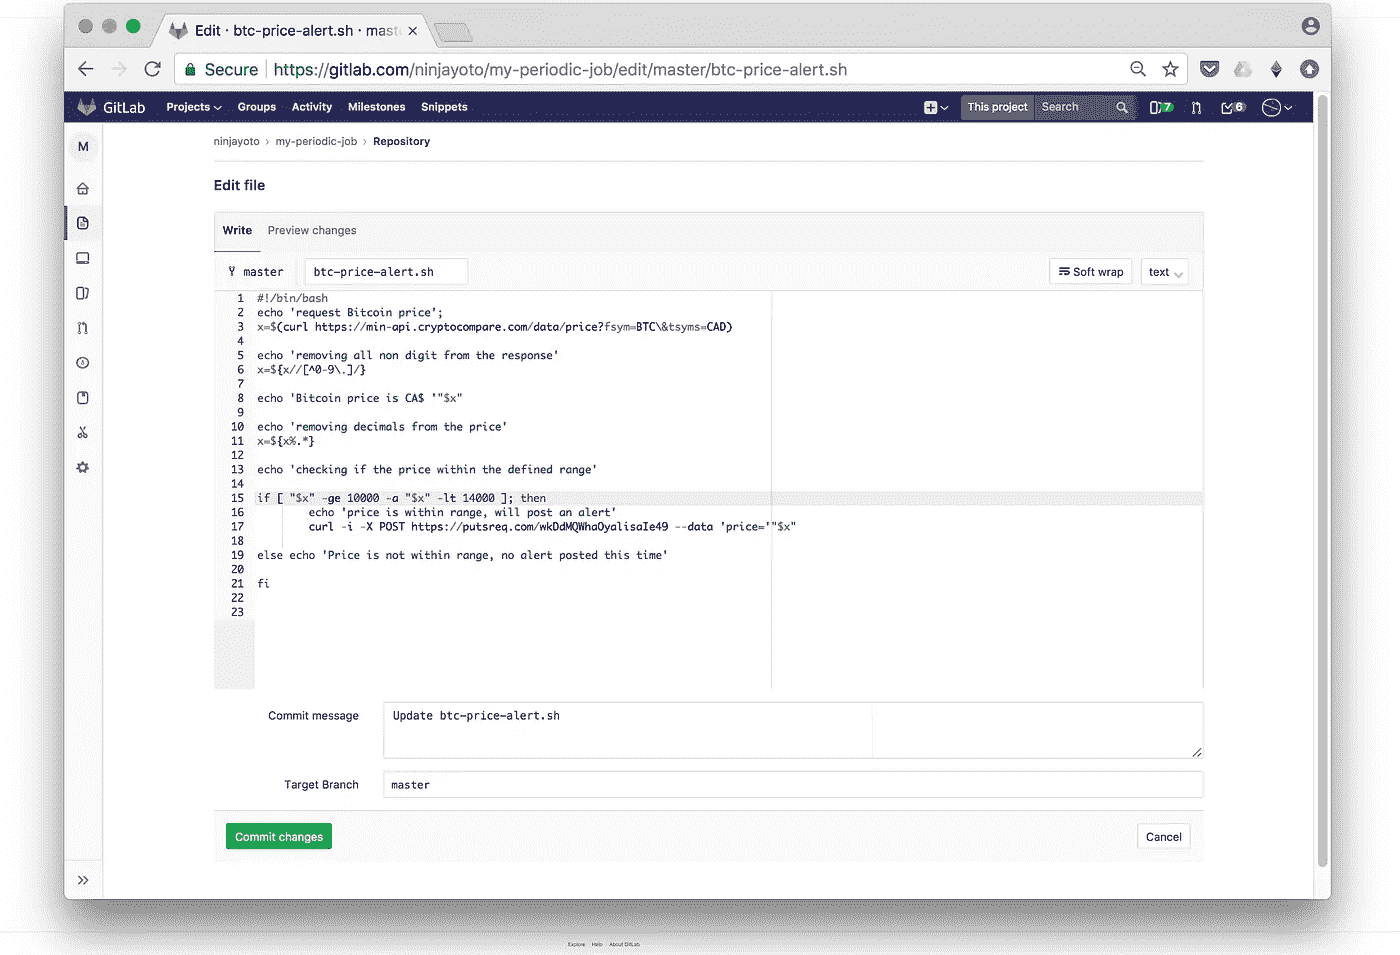 Edit · btc-price-alert.sh · mast
Secure https://gitlab.com/ninjayoto/my-periodic-job/edit/master/btc-price-alert.sh
GitLab Projects Groups Activity Milestones Snippets This project Search 7 6
M
ninjayoto › my-periodic-job › Repository
Edit file
Write Preview changes
master btc-price-alert.sh Soft wrap text
1 #!/bin/bash
2 echo 'request Bitcoin price';
3 x=$(curl https://min-api.cryptocompare.com/data/price?fsym=BTC\&tsyms=CAD)
4
5 echo 'removing all non digit from the response'
6 x=${x//[^0-9\.]/}
7
8 echo 'Bitcoin price is CA$ '"$x"
9
10 echo 'removing decimals from the price'
11 x=${x%.*}
12
13 echo 'checking if the price within the defined range'
14
15 if [ "$x" -ge 10000 -a "$x" -lt 14000 ]; then
16 echo 'price is within range, will post an alert'
17 curl -i -X POST https://putsreq.com/wkDdMQWhaOyalisaIe49 --data 'price='"$x"
18
19 else echo 'Price is not within range, no alert posted this time'
20
21 fi
22
23
Commit message Update btc-price-alert.sh
Target Branch master
Commit changes Cancel
Explore Help About GitLab